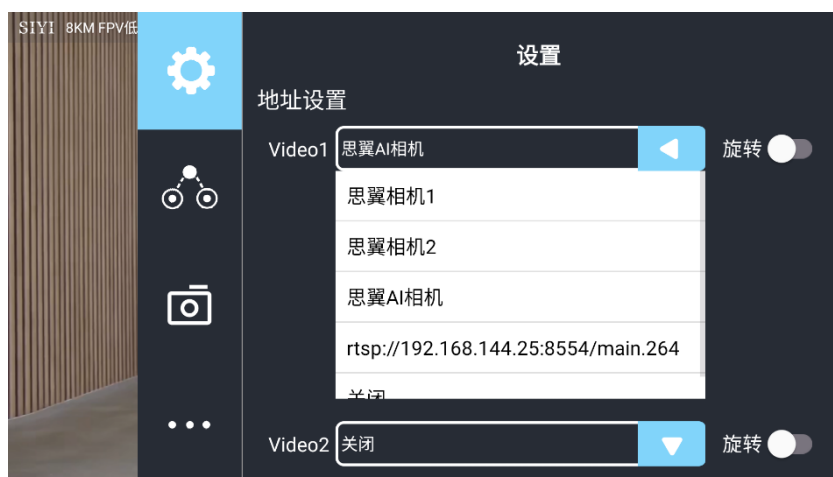 SIYI 8KM FPV低
设置
地址设置
Video1 思翼AI相机 旋转
思翼相机1
思翼相机2
思翼AI相机
rtsp://192.168.144.25:8554/main.264
关闭
Video2 关闭 旋转